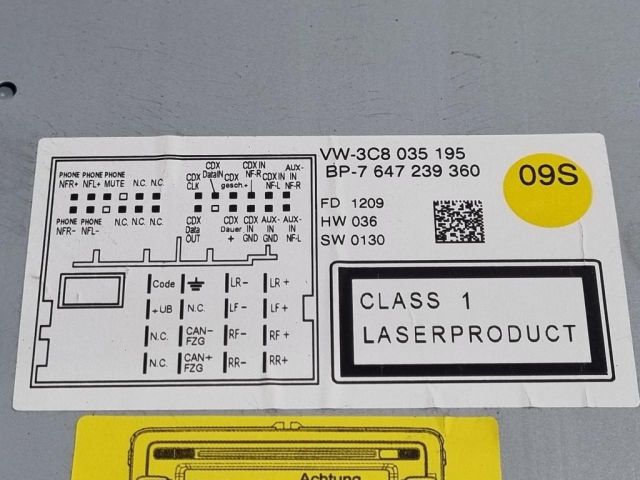 VW-3C8 035 195
BP-7 647 239 360
09S
FD 1209
HW 036
SW 0130
CLASS 1
LASERPRODUCT
PHONE PHONE PHONE
NFR+ NFL+ MUTE N.C. N.C.
PHONE PHONE N.C. N.C. N.C.
NFR- NFL-
CDX CDX CDX IN AUX-
CLK DataIN gesch.+ NF-R CDX IN IN
NF-L NF-R
CDX CDX CDX AUX- AUX-
Data Dauer IN IN IN
OUT + GND GND NF-L
Code LR- LR+
+UB N.C. LF- LF+
N.C. CAN- RF- RF+
FZG
N.C. CAN+ RR- RR+
FZG
Achtung